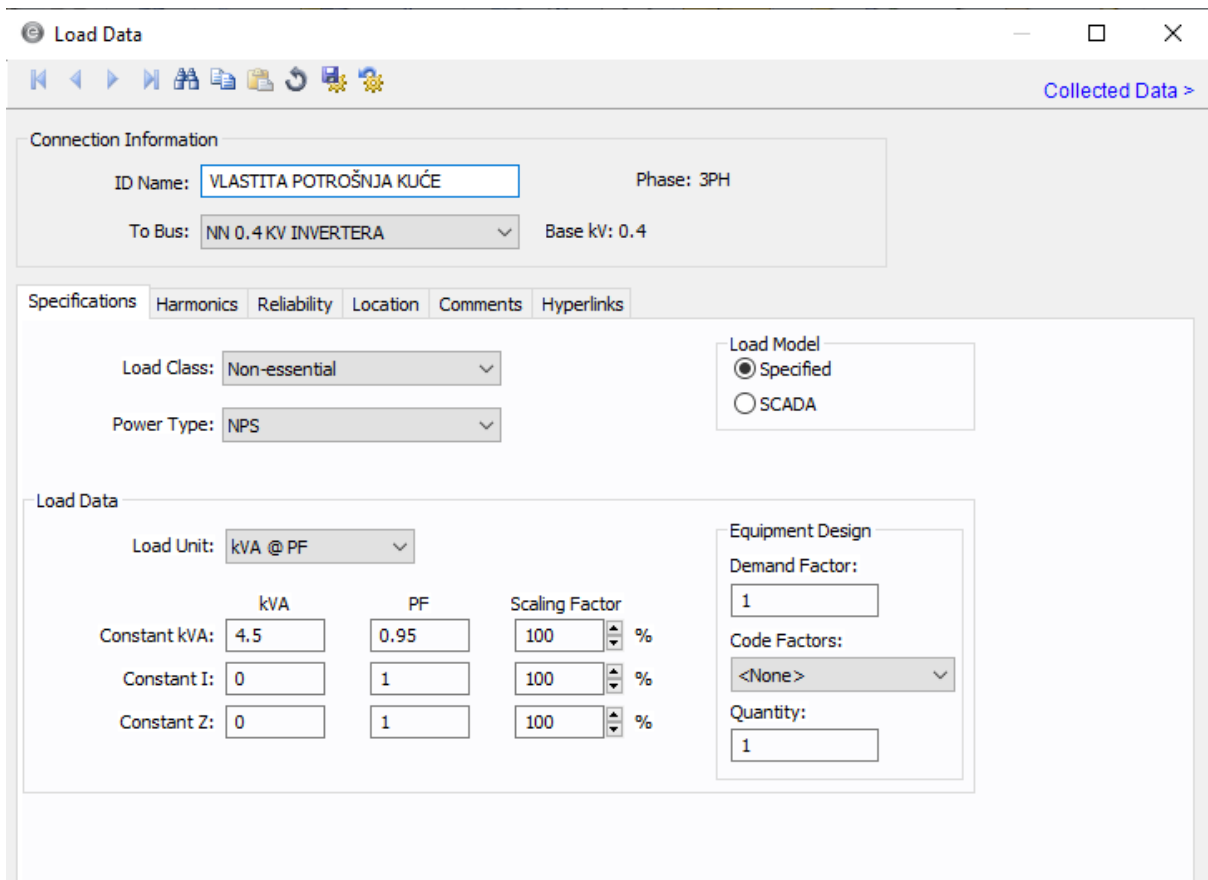 Load Data
Collected Data >
Connection Information
ID Name: VLASTITA POTROŠNJA KUĆE Phase: 3PH
To Bus: NN 0.4 KV INVERTERA Base kV: 0.4
Specifications Harmonics Reliability Location Comments Hyperlinks
Load Class: Non-essential
Power Type: NPS
Load Model
Specified
SCADA
Load Data
Load Unit: kVA @ PF
kVA PF Scaling Factor
Constant kVA: 4.5 0.95 100 %
Constant I: 0 1 100 %
Constant Z: 0 1 100 %
Equipment Design
Demand Factor:
1
Code Factors:
<None>
Quantity:
1